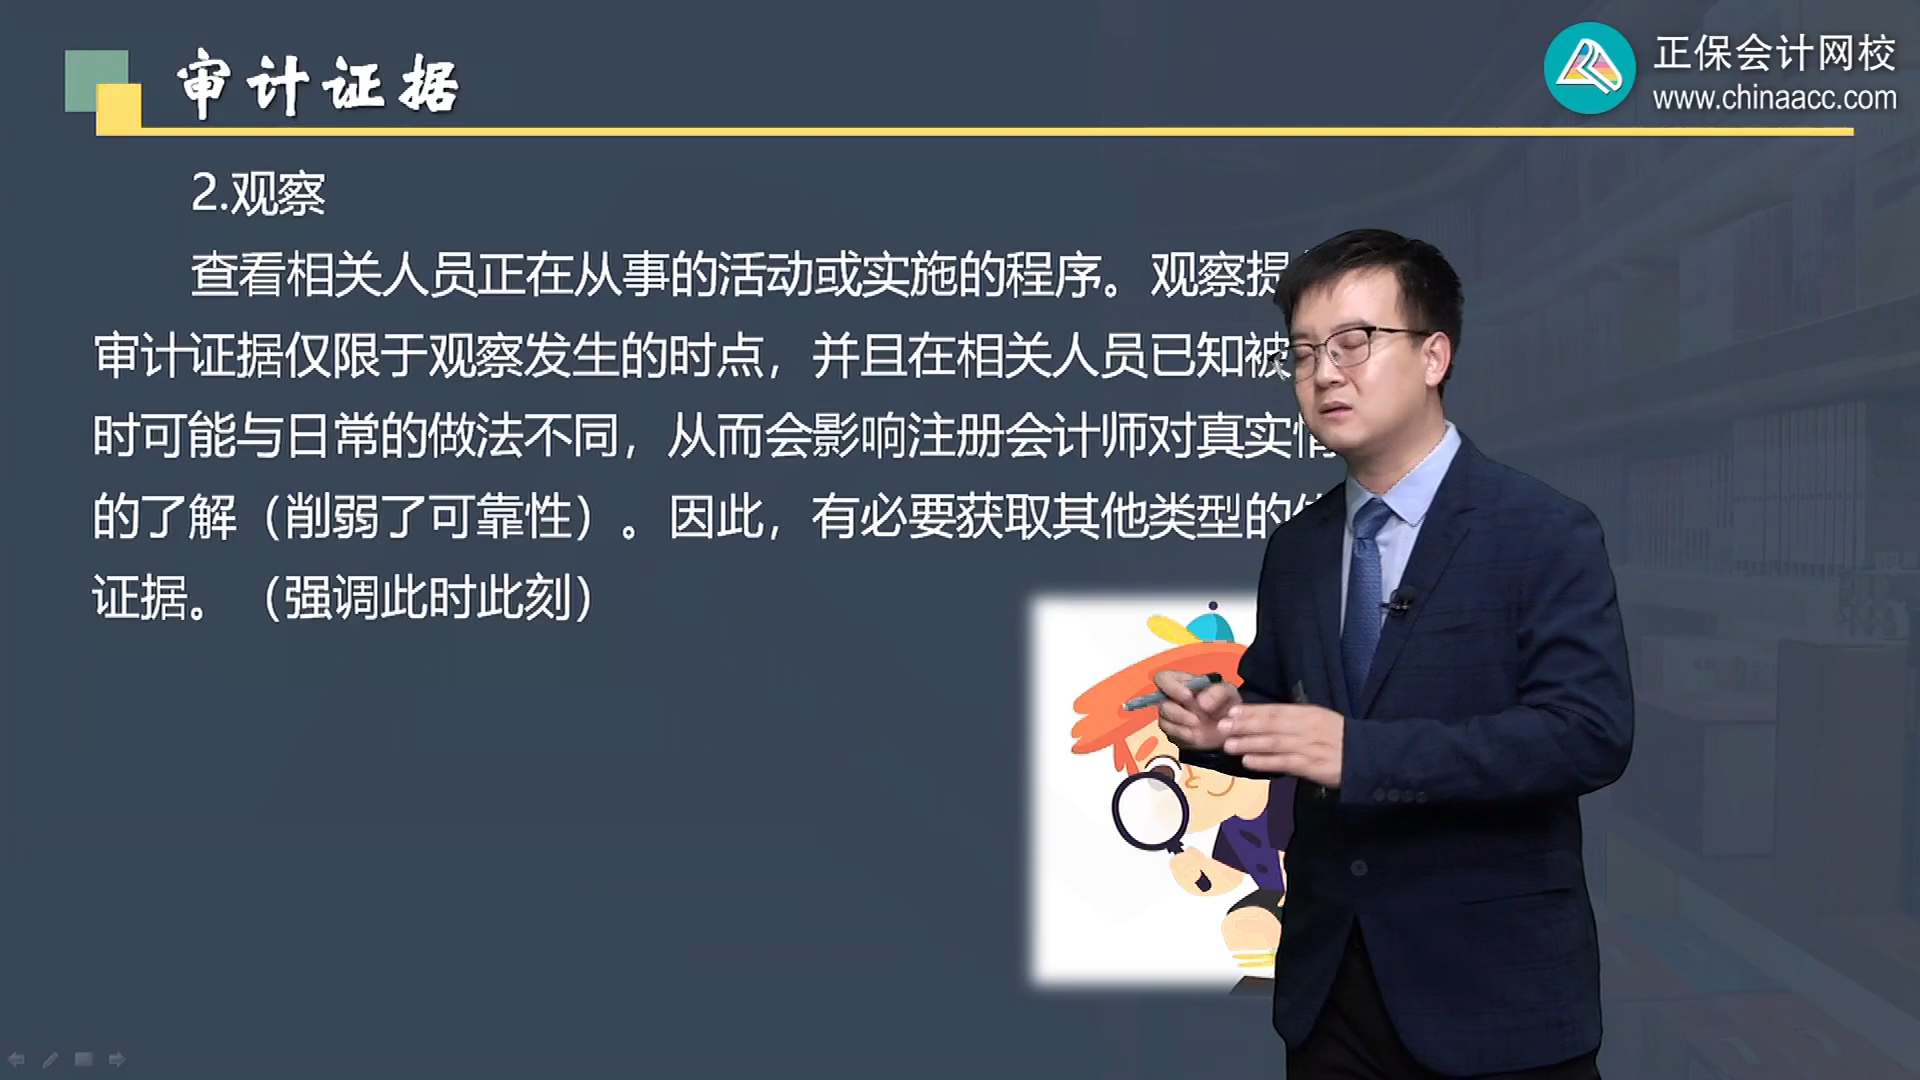 审计证据
正保会计网校
www.chinaacc.com
2.观察
查看相关人员正在从事的活动或实施的程序。观察提
审计证据仅限于观察发生的时点，并且在相关人员已知被
时可能与日常的做法不同，从而会影响注册会计师对真实情
的了解（削弱了可靠性）。因此，有必要获取其他类型的
证据。（强调此时此刻）